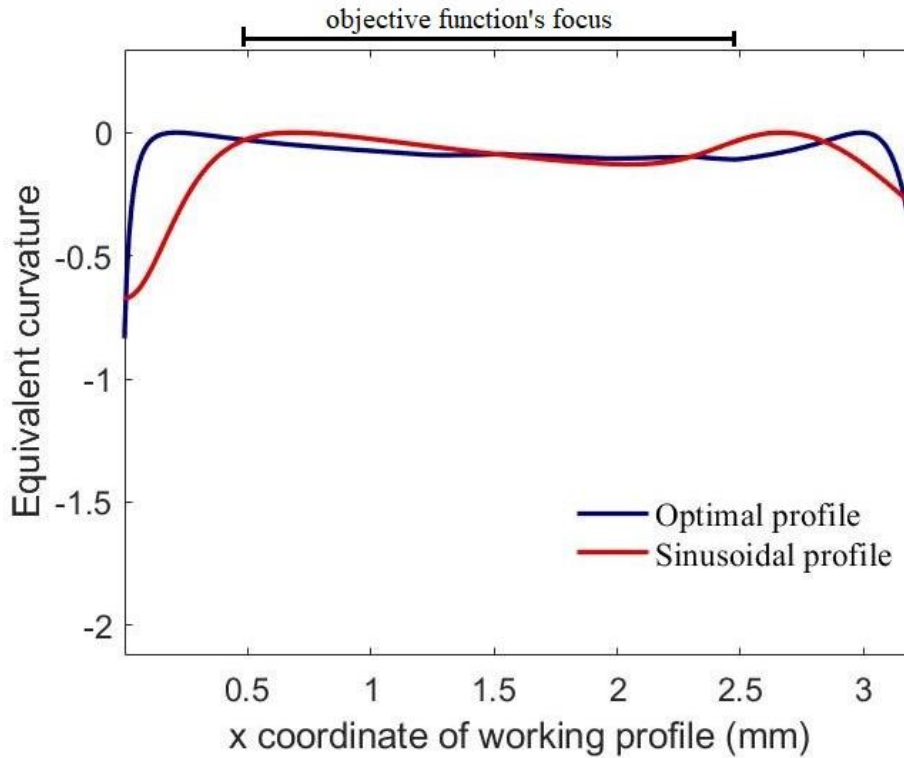 objective function's focus
0
-0.5
-1
-1.5
-2
Equivalent curvature
Optimal profile
Sinusoidal profile
0.5
1
1.5
2
2.5
3
x coordinate of working profile (mm)